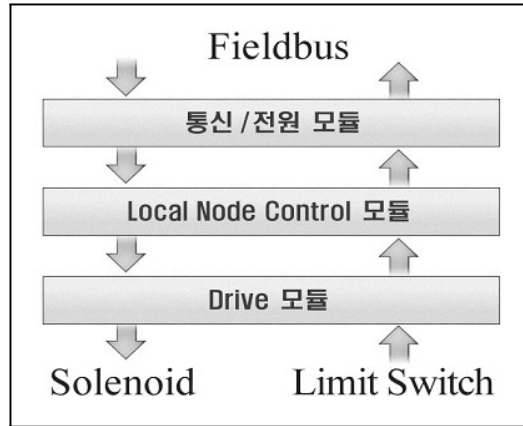 Fieldbus
통신/전원 모듈
Local Node Control 모듈
Drive 모듈
Solenoid Limit Switch